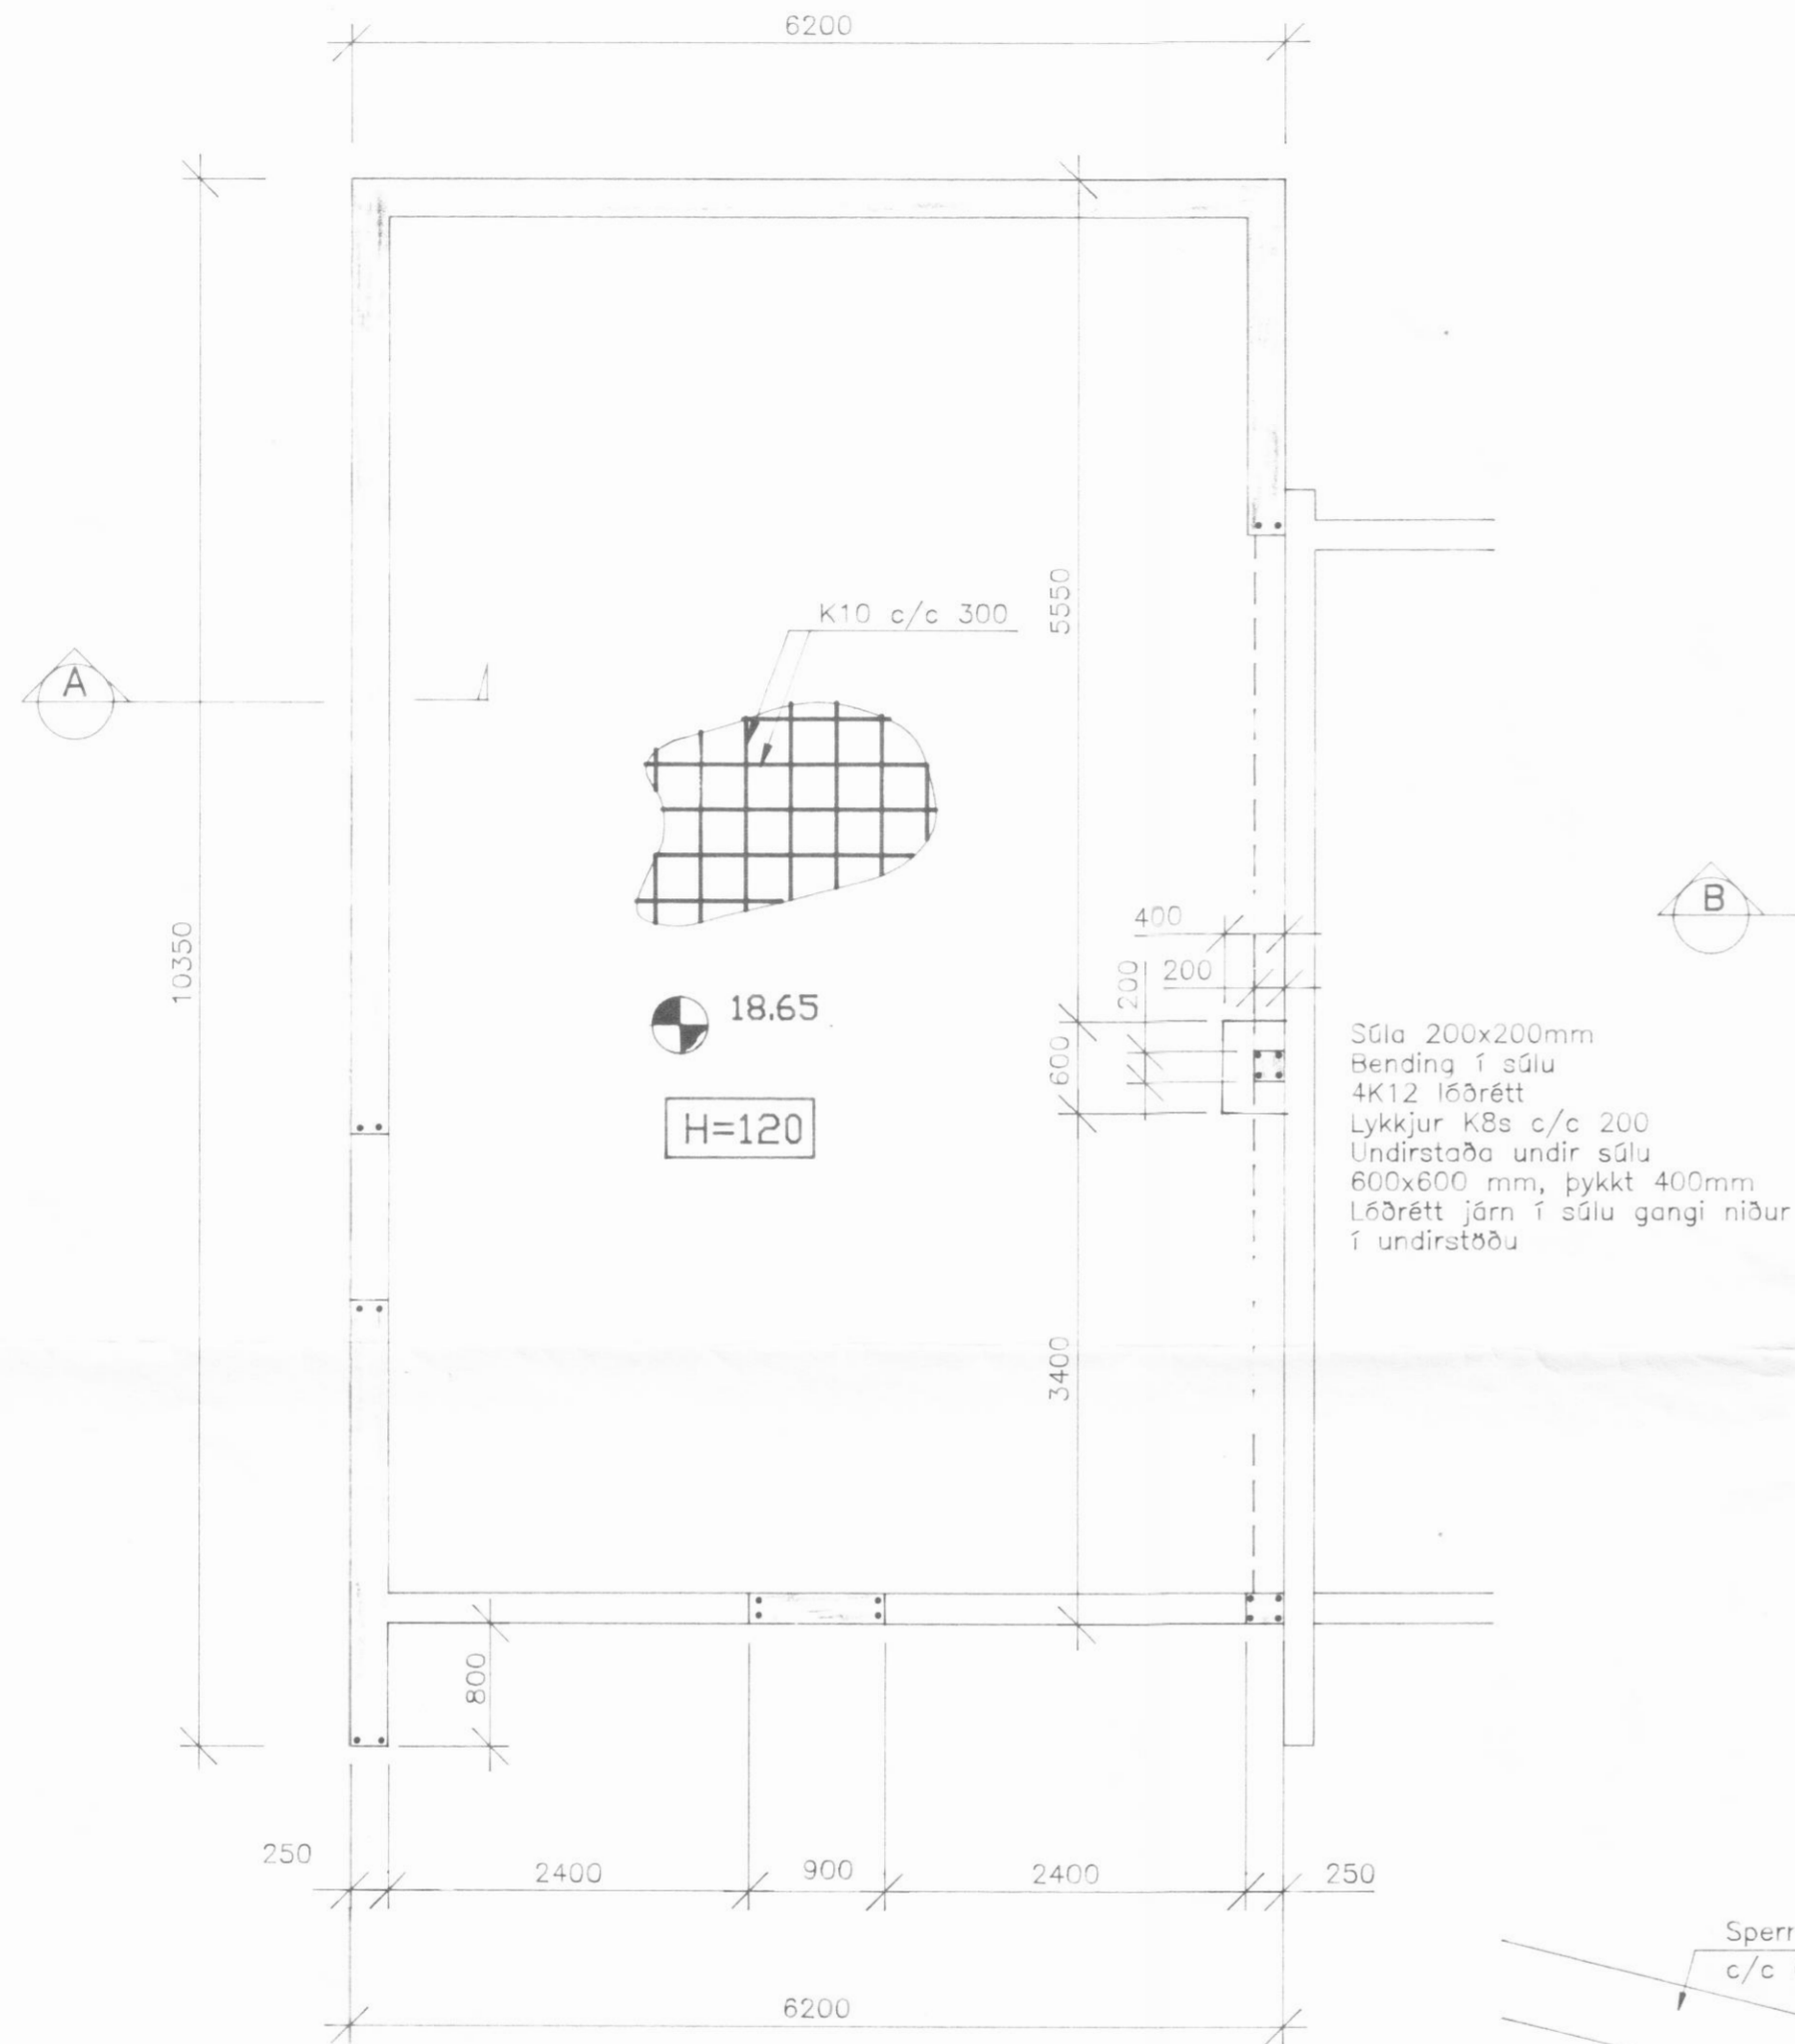 6200
K10 c/c 300
5550
A
10350
B
400
200
200
18.65
600
H=120
Súla 200x200mm
Bending í súlu
4K12 lóðrétt
Lykkjur K8s c/c 200
Undirstaða undir súlu
600x600 mm, þykkt 400mm
Lóðrétt járn í súlu gangi niður
í undirstöðu
3400
800
250
2400
900
2400
250
6200
c/c